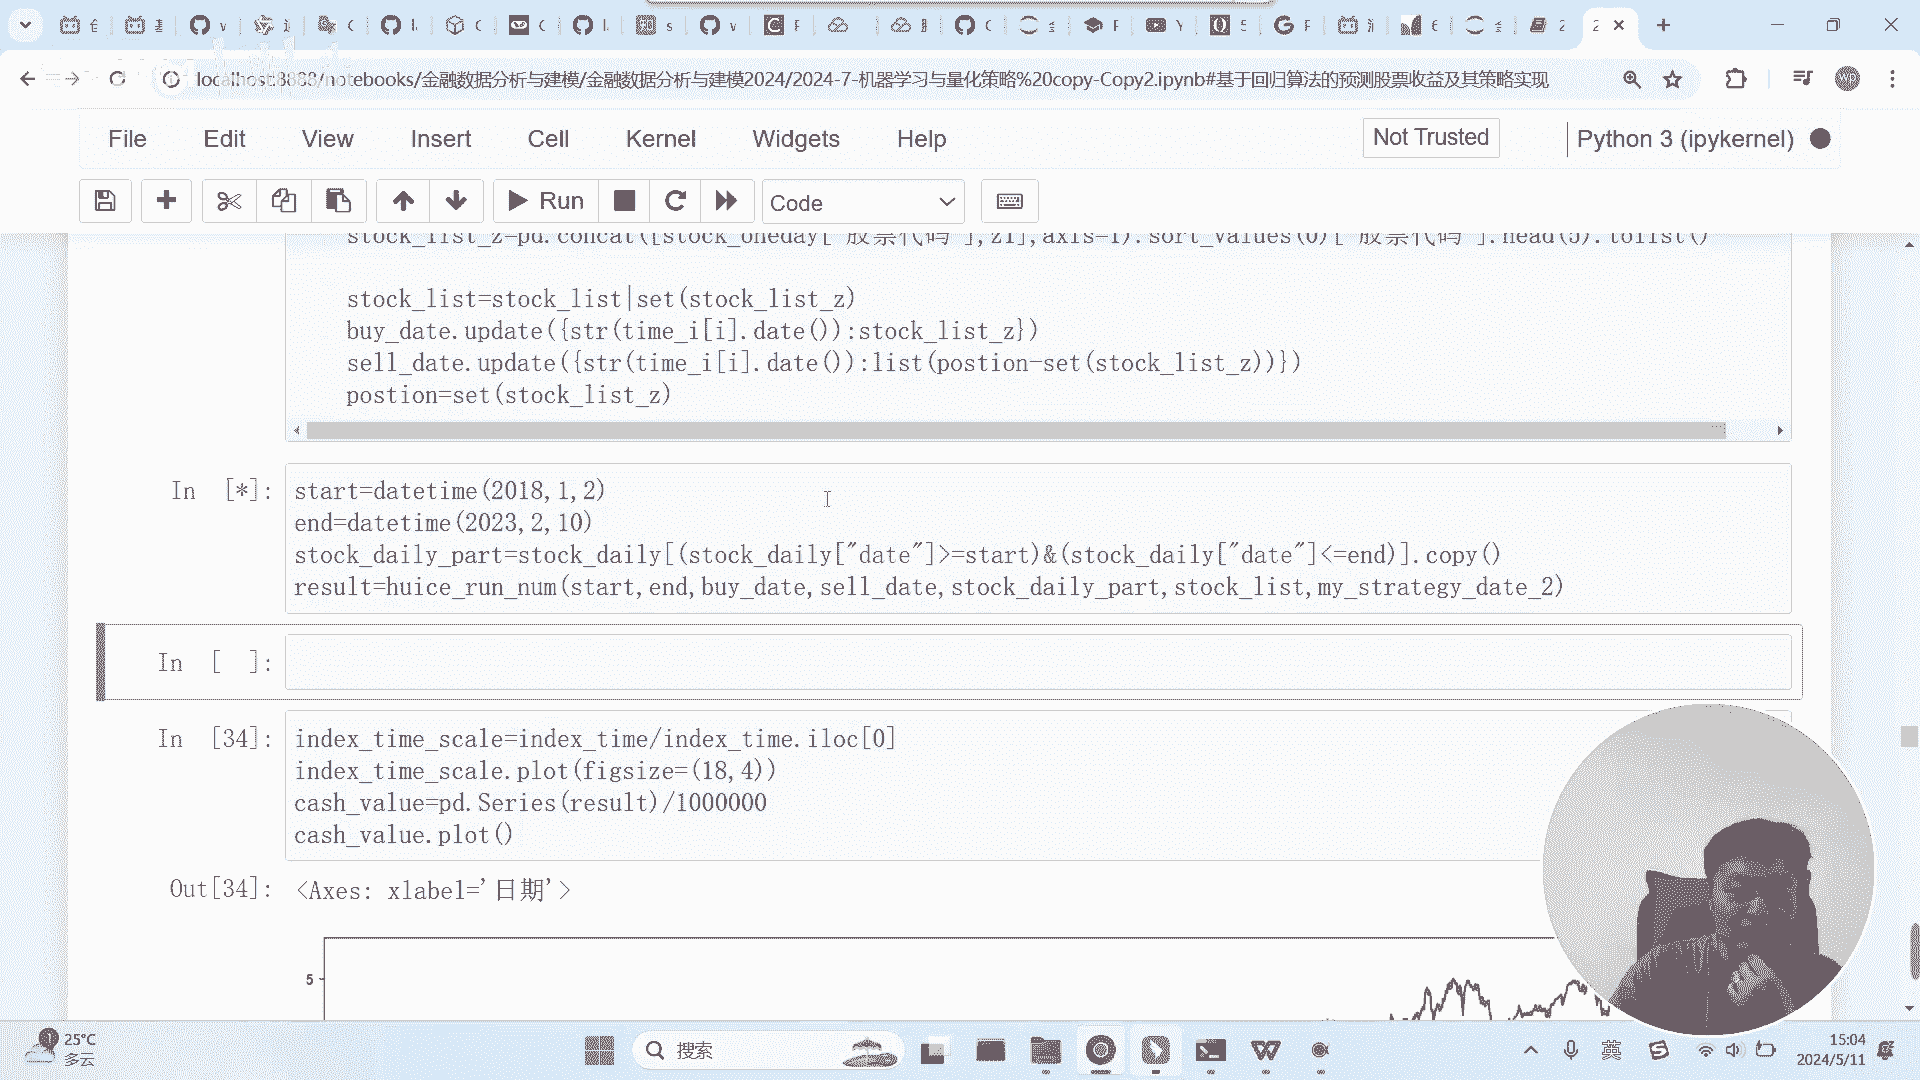 localhost:8888/notebooks/金融数据分析与建模/金融数据分析与建模2024/2024-7-机器学习与量化策略%20copy-Copy2.ipynb#基于回归算法的预测股票收益及其策略实现
File Edit View Insert Cell Kernel Widgets Help Not Trusted Python 3 (ipykernel)
Run Code
stock_list_z=pd.concat([stock_oneday["股票代码"],z1],axis=1).sort_values(0)["股票代码"].head(5).tolist()
stock_list=stock_list|set(stock_list_z)
buy_date.update({str(time_i[i].date()):stock_list_z})
sell_date.update({str(time_i[i].date()):list(postion-set(stock_list_z))})
postion=set(stock_list_z)
In [*]:
start=datetime(2018,1,2)
end=datetime(2023,2,10)
stock_daily_part=stock_daily[(stock_daily["date"]>=start)&(stock_daily["date"]<=end)].copy()
result=huice_run_num(start,end,buy_date,sell_date,stock_daily_part,stock_list,my_strategy_date_2)
In [ ]:
In [34]:
index_time_scale=index_time/index_time.iloc[0]
index_time_scale.plot(figsize=(18,4))
cash_value=pd.Series(result)/1000000
cash_value.plot()
Out[34]: <Axes: xlabel='日期'>
5
25°C
多云
搜索
英
15:04
2024/5/11